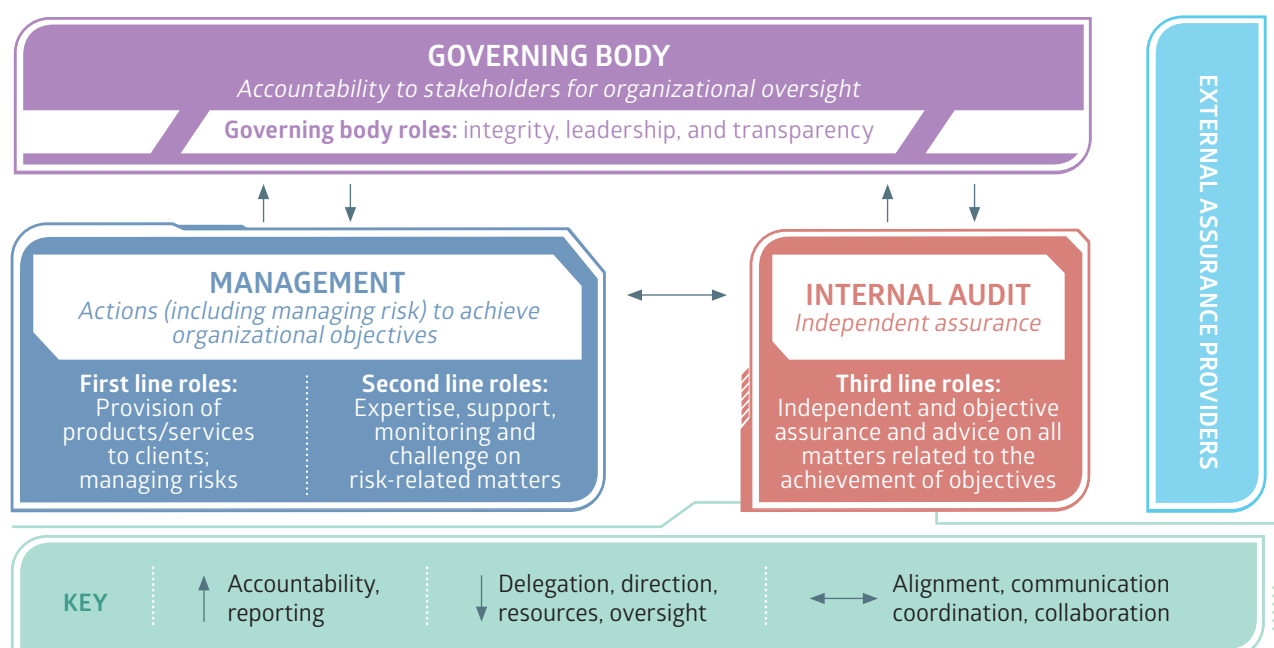 GOVERNING BODY
Accountability to stakeholders for organizational oversight
Governing body roles: integrity, leadership, and transparency
MANAGEMENT
Actions (including managing risk) to achieve
organizational objectives
First line roles:
Provision of
products/services
to clients;
managing risks
Second line roles:
Expertise, support,
monitoring and
challenge on
risk-related matters
INTERNAL AUDIT
Independent assurance
Third line roles:
Independent and objective
assurance and advice on all
matters related to the
achievement of objectives
EXTERNAL ASSURANCE PROVIDERS
KEY
Accountability,
reporting
Delegation, direction,
resources, oversight
Alignment, communication
coordination, collaboration